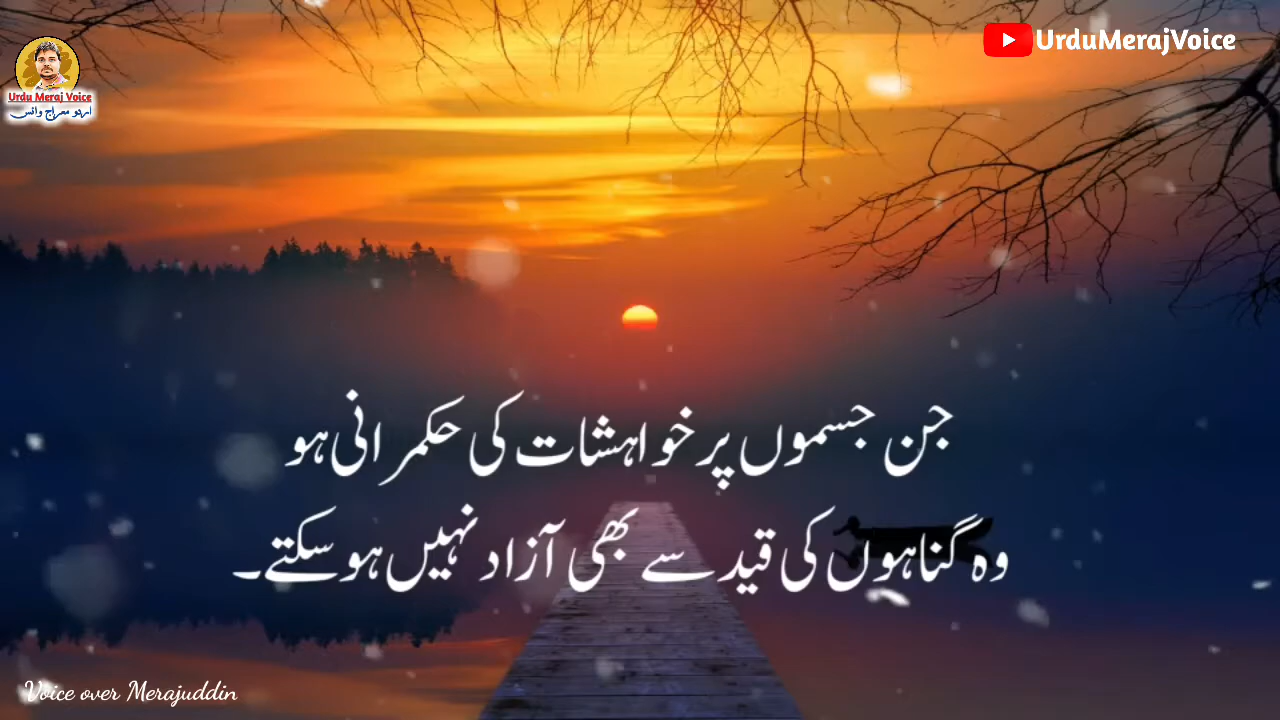 UrduMerajVoice
Urdu Meraj Voice
اردو معراج وائس
جن جسموں پر خواہشات کی حکمرانی ہو
وہ گناہوں کی قید سے بھی آزاد نہیں ہو سکتے۔
Voice over Merajuddin